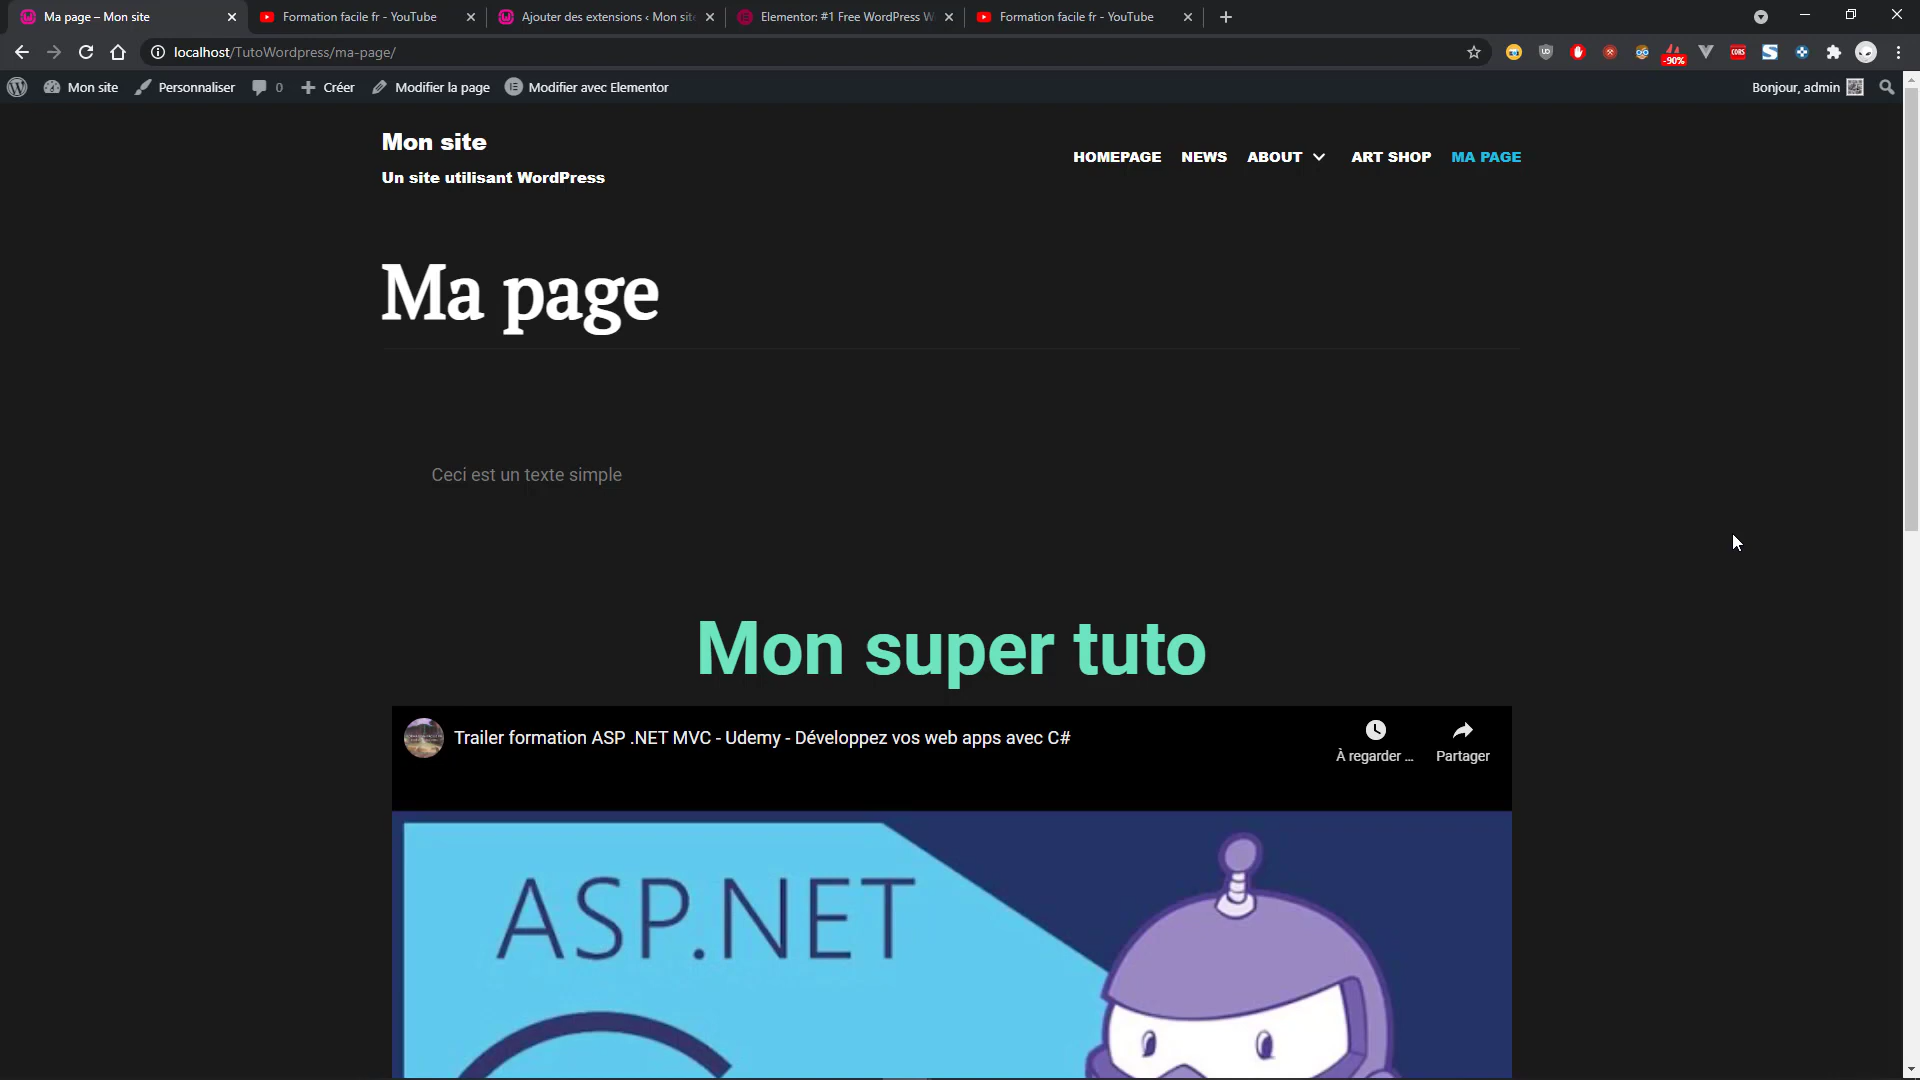 Ma page – Mon site
Formation facile fr - YouTube
Ajouter des extensions ‹ Mon sit
Elementor: #1 Free WordPress W
Formation facile fr - YouTube
localhost/TutoWordpress/ma-page/
-90%
CORS
Mon site
Personnaliser
0
Créer
Modifier la page
Modifier avec Elementor
Bonjour, admin
Mon site
Un site utilisant WordPress
HOMEPAGE
NEWS
ABOUT
ART SHOP
MA PAGE
Ma page
Ceci est un texte simple
Mon super tuto
Trailer formation ASP .NET MVC - Udemy - Développez vos web apps avec C#
À regarder ...
Partager
ASP.NET